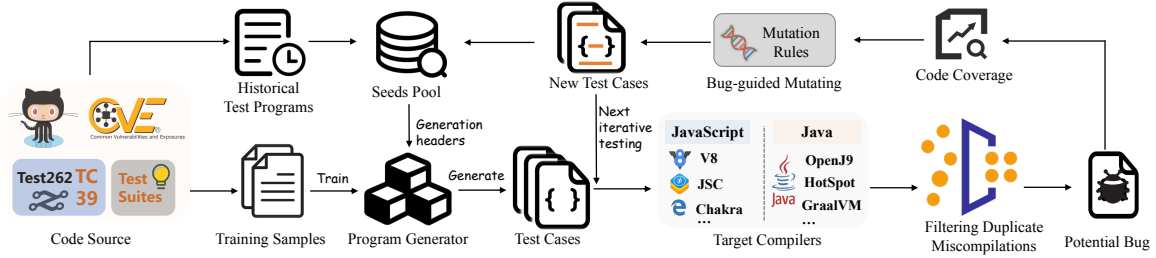 Historical
Test Programs
Seeds Pool
New Test Cases
Mutation
Rules
Bug-guided Mutating
Code Coverage
CVE®
Common Vulnerabilities and Exposures
Test262 TC
39
Test
Suites
Code Source
Train
Training Samples
Generation
headers
Program Generator
Generate
{ }
Test Cases
{ }
Next
iterative
testing
JavaScript
V8
JSC
Chakra
...
Java
OpenJ9
HotSpot
Java
GraalVM
...
Target Compilers
Filtering Duplicate
Miscompilations
Potential Bug